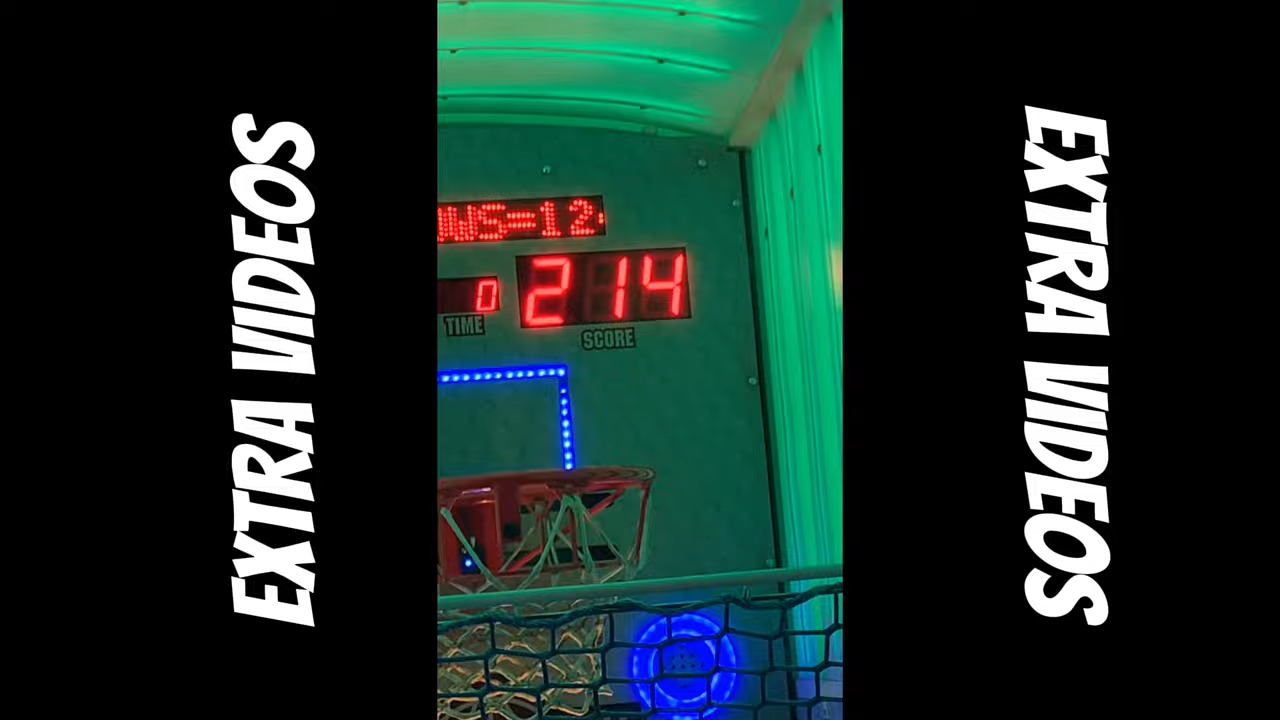 EXTRA VIDEOS
WS=12
0
214
TIME
SCORE
EXTRA VIDEOS